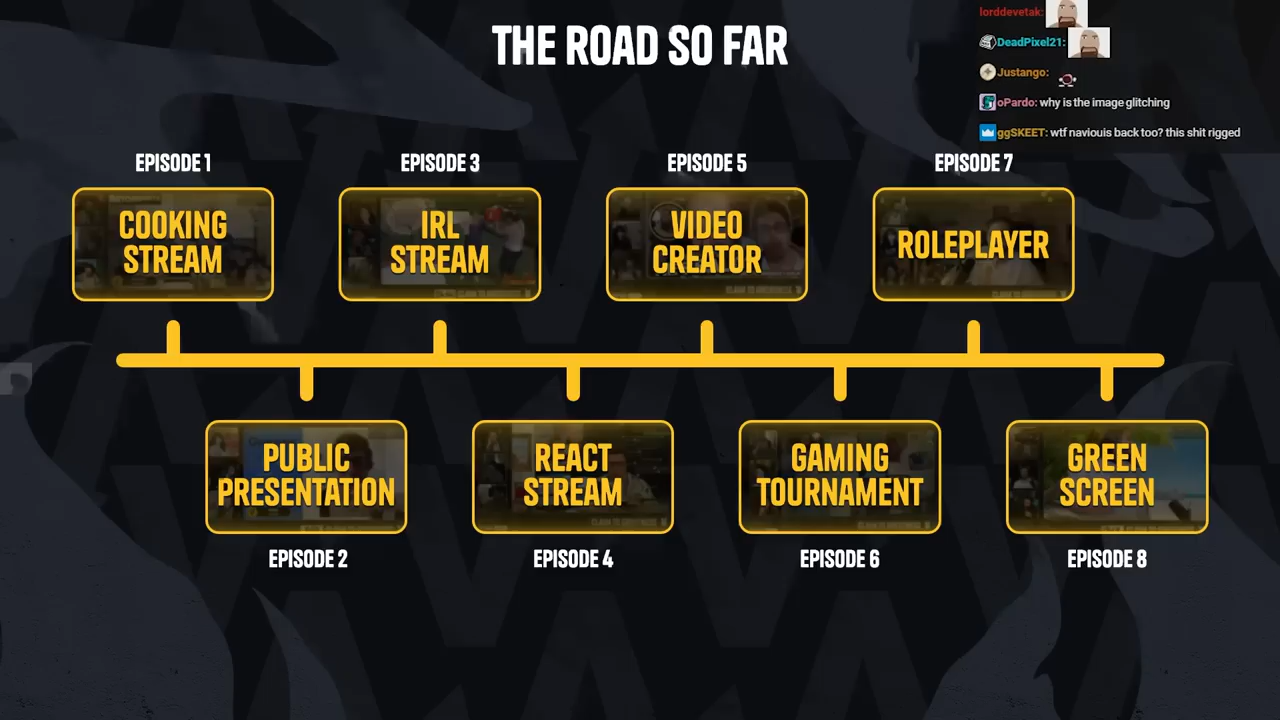 THE ROAD SO FAR
lorddevetak:
DeadPixel21:
Justango:
oPardo: why is the image glitching
ggSKEET: wtf naviouis back too? this shit rigged
EPISODE 1
EPISODE 3
EPISODE 5
EPISODE 7
COOKING
STREAM
IRL
STREAM
VIDEO
CREATOR
ROLEPLAYER
PUBLIC
PRESENTATION
REACT
STREAM
GAMING
TOURNAMENT
GREEN
SCREEN
EPISODE 2
EPISODE 4
EPISODE 6
EPISODE 8